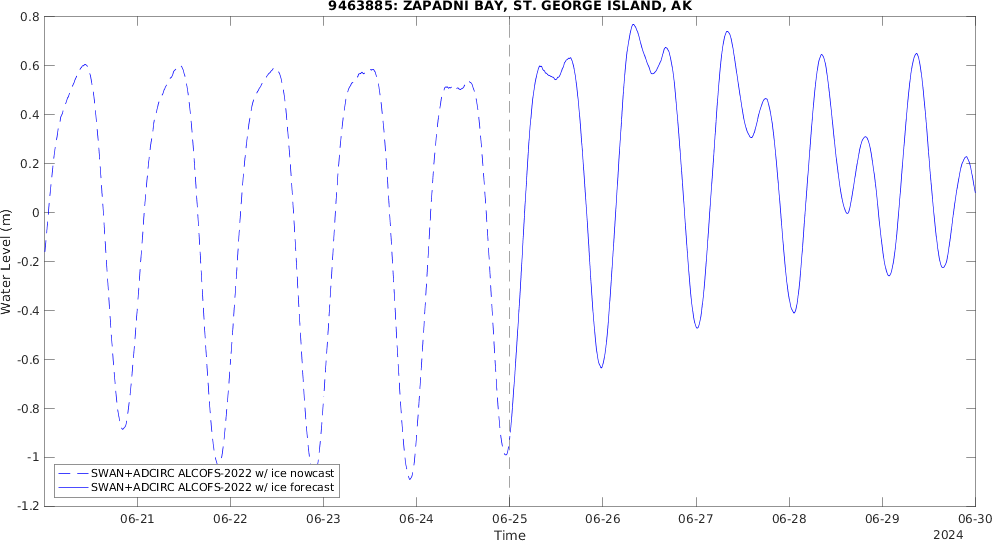 9463885: ZAPADNI BAY, ST. GEORGE ISLAND, AK
0.8
0.6
0.4
0.2
0
-0.2
-0.4
-0.6
-0.8
-1
-1.2
Water Level (m)
SWAN+ADCIRC ALCOFS-2022 w/ ice nowcast
SWAN+ADCIRC ALCOFS-2022 w/ ice forecast
06-21 06-22 06-23 06-24 06-25 06-26 06-27 06-28 06-29 06-30
Time
2024